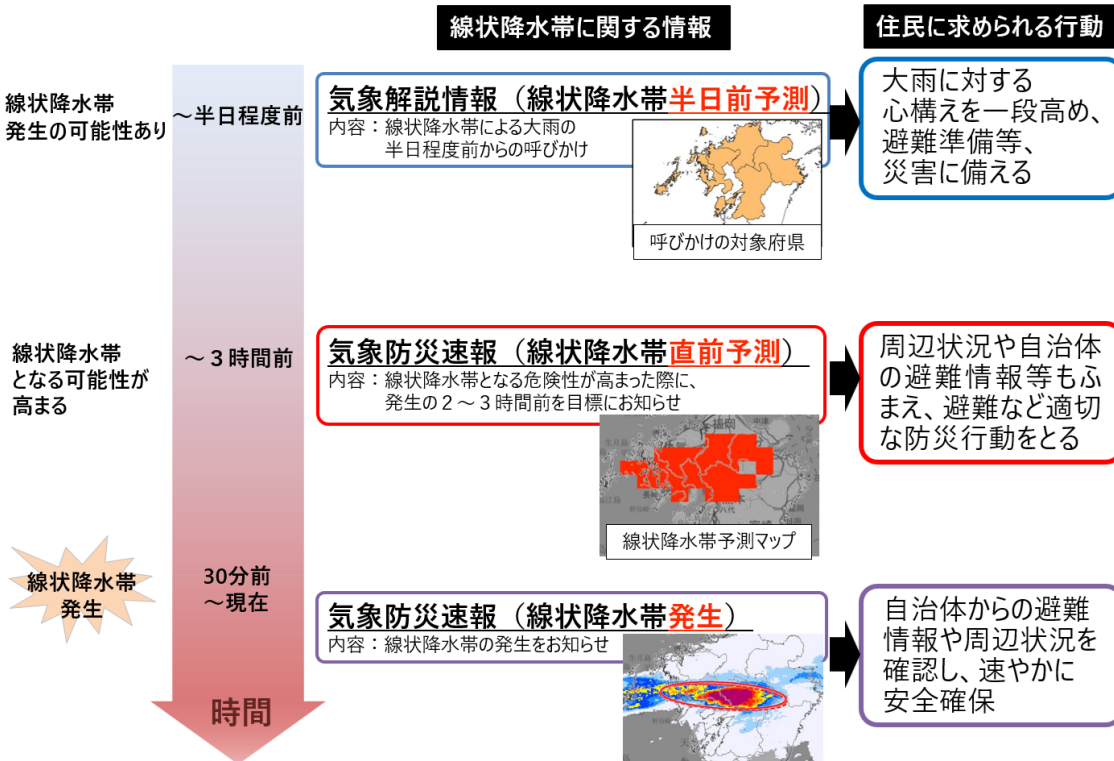 線状降水帯に関する情報
住民に求められる行動
線状降水帯
発生の可能性あり
～半日程度前
気象解説情報（線状降水帯半日前予測）
内容：線状降水帯による大雨の
半日程度前からの呼びかけ
呼びかけの対象府県
大雨に対する
心構えを一段高め、
避難準備等、
災害に備える
線状降水帯
となる可能性が
高まる
～３時間前
気象防災速報（線状降水帯直前予測）
内容：線状降水帯となる危険性が高まった際に、
発生の２～３時間前を目標にお知らせ
福岡
八代
線状降水帯予測マップ
周辺状況や自治体
の避難情報等もふ
まえ、避難など適切
な防災行動をとる
線状降水帯
発生
30分前
～現在
気象防災速報（線状降水帯発生）
内容：線状降水帯の発生をお知らせ
自治体からの避難
情報や周辺状況を
確認し、速やかに
安全確保
時間